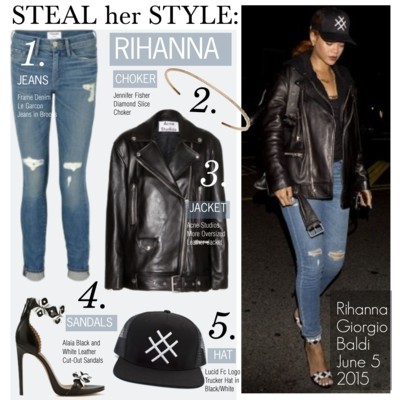 STEAL her STYLE:
RIHANNA
1.
JEANS
Frame Denim
Le Garcon
Jeans in Brooks
CHOKER
Jennifer Fisher
Diamond Slice
Choker
2.
3.
JACKET
Acne Studios
More Oversized
Leather Jacket
4.
SANDALS
Alaia Black and
White Leather
Cut-Out Sandals
5.
HAT
Lucid Fc Logo
Trucker Hat in
Black/White
Rihanna
Giorgio
Baldi
June 5
2015